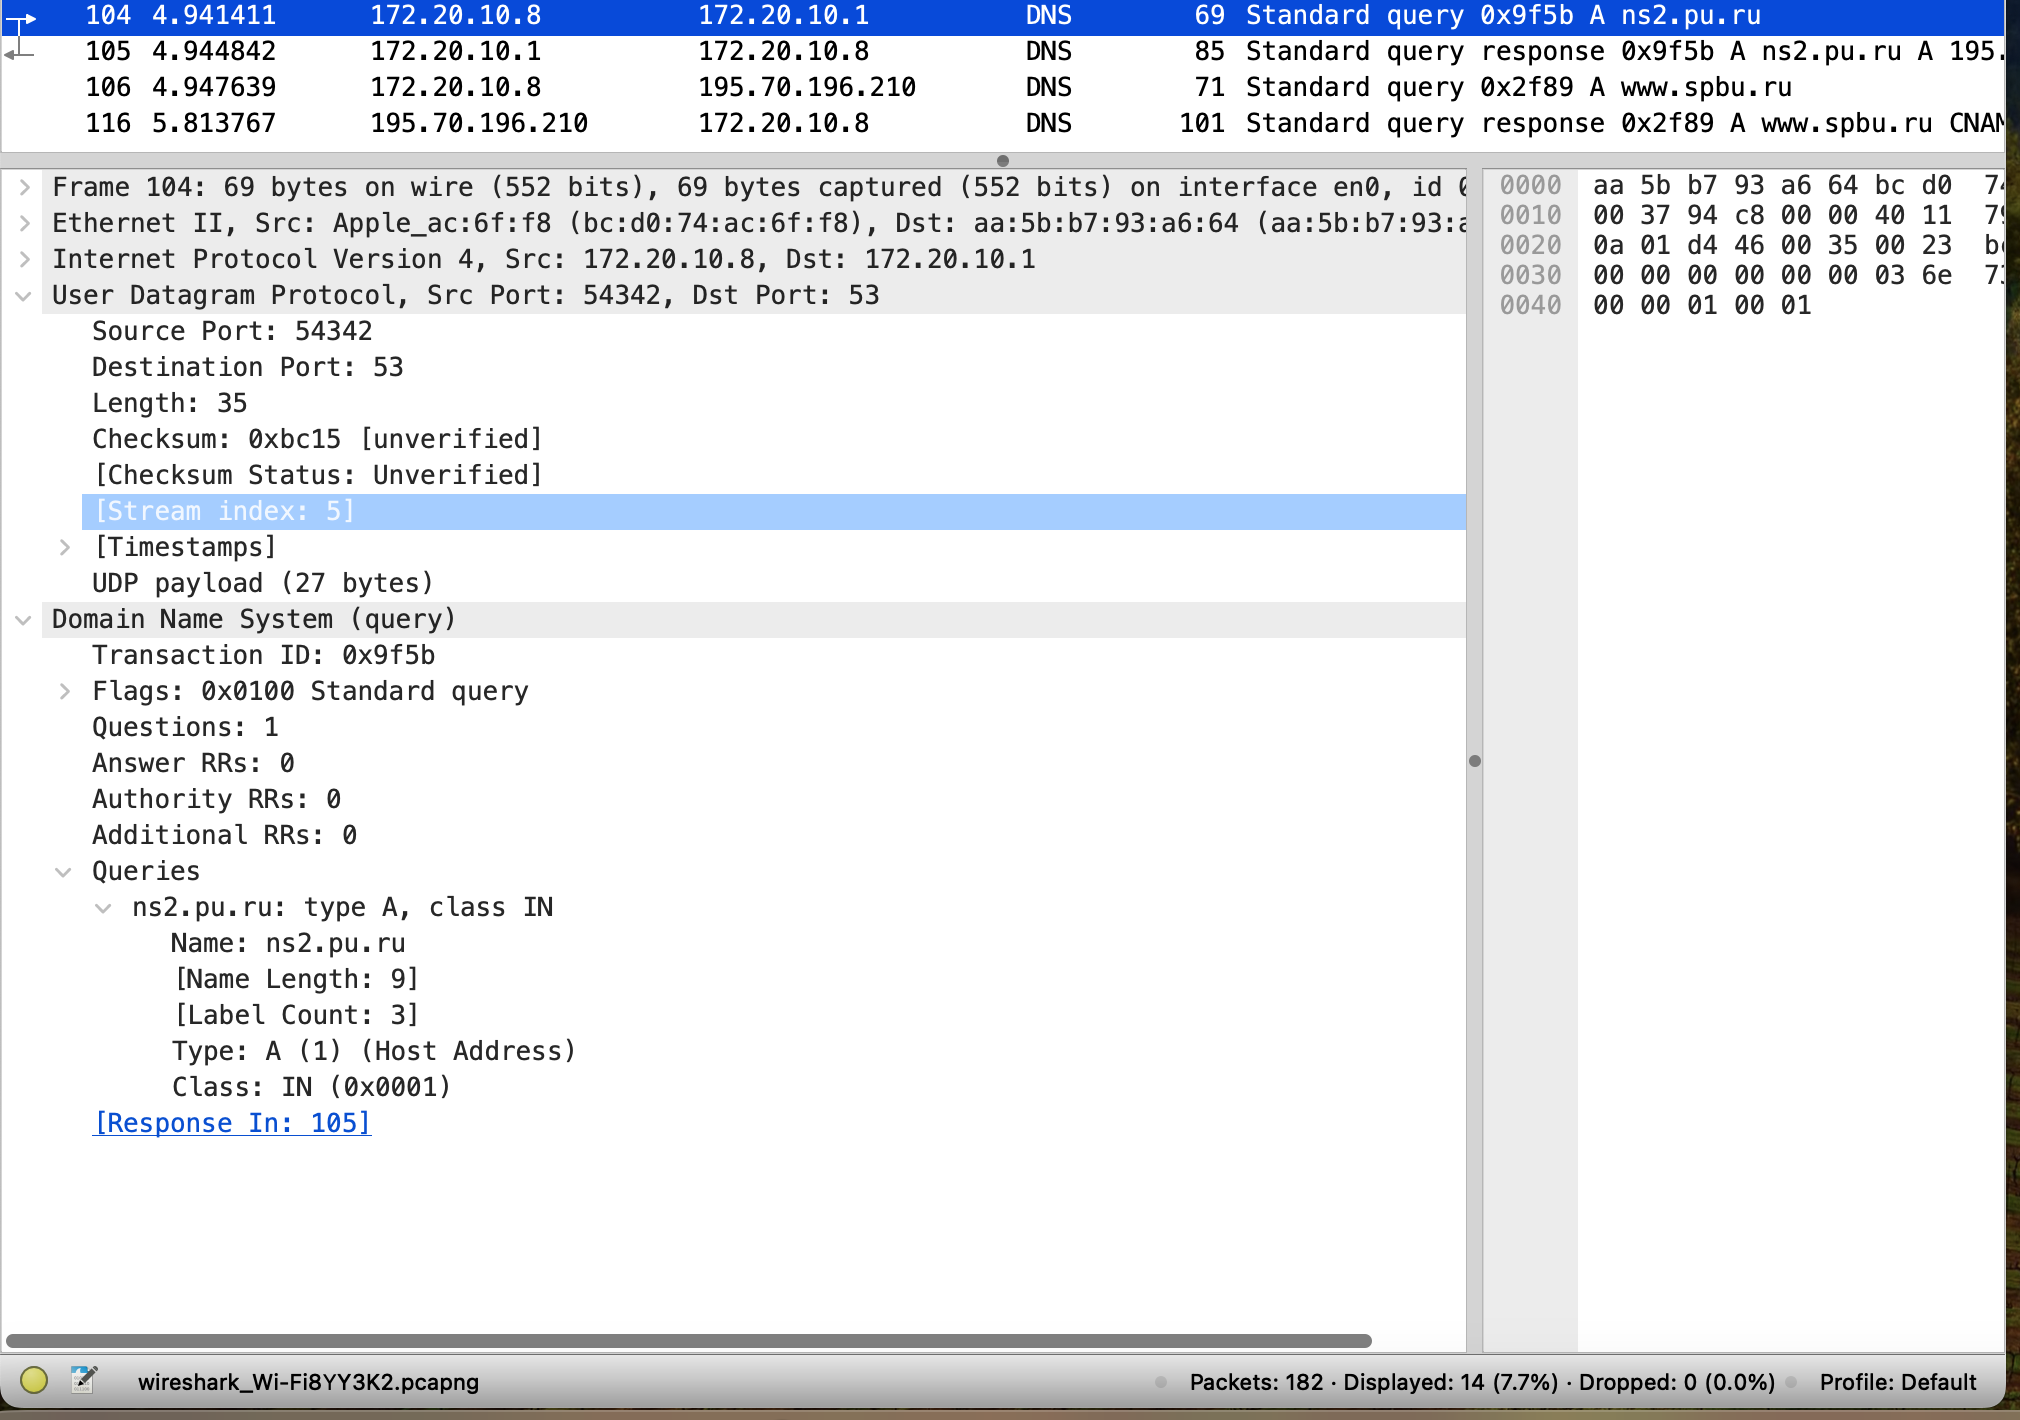 104 4.941411 172.20.10.8 172.20.10.1 DNS 69 Standard query 0x9f5b A ns2.pu.ru
105 4.944842 172.20.10.1 172.20.10.8 DNS 85 Standard query response 0x9f5b A ns2.pu.ru A 195.
106 4.947639 172.20.10.8 195.70.196.210 DNS 71 Standard query 0x2f89 A www.spbu.ru
116 5.813767 195.70.196.210 172.20.10.8 DNS 101 Standard query response 0x2f89 A www.spbu.ru CNAM
Frame 104: 69 bytes on wire (552 bits), 69 bytes captured (552 bits) on interface en0, id 0
Ethernet II, Src: Apple_ac:6f:f8 (bc:d0:74:ac:6f:f8), Dst: aa:5b:b7:93:a6:64 (aa:5b:b7:93:a
Internet Protocol Version 4, Src: 172.20.10.8, Dst: 172.20.10.1
User Datagram Protocol, Src Port: 54342, Dst Port: 53
Source Port: 54342
Destination Port: 53
Length: 35
Checksum: 0xbc15 [unverified]
[Checksum Status: Unverified]
[Stream index: 5]
[Timestamps]
UDP payload (27 bytes)
Domain Name System (query)
Transaction ID: 0x9f5b
Flags: 0x0100 Standard query
Questions: 1
Answer RRs: 0
Authority RRs: 0
Additional RRs: 0
Queries
ns2.pu.ru: type A, class IN
Name: ns2.pu.ru
[Name Length: 9]
[Label Count: 3]
Type: A (1) (Host Address)
Class: IN (0x0001)
[Response In: 105]
0000 aa 5b b7 93 a6 64 bc d0 74
0010 00 37 94 c8 00 00 40 11 79
0020 0a 01 d4 46 00 35 00 23 bc
0030 00 00 00 00 00 00 03 6e 73
0040 00 00 01 00 01
wireshark_Wi-Fi8YY3K2.pcapng
Packets: 182 · Displayed: 14 (7.7%) · Dropped: 0 (0.0%)
Profile: Default